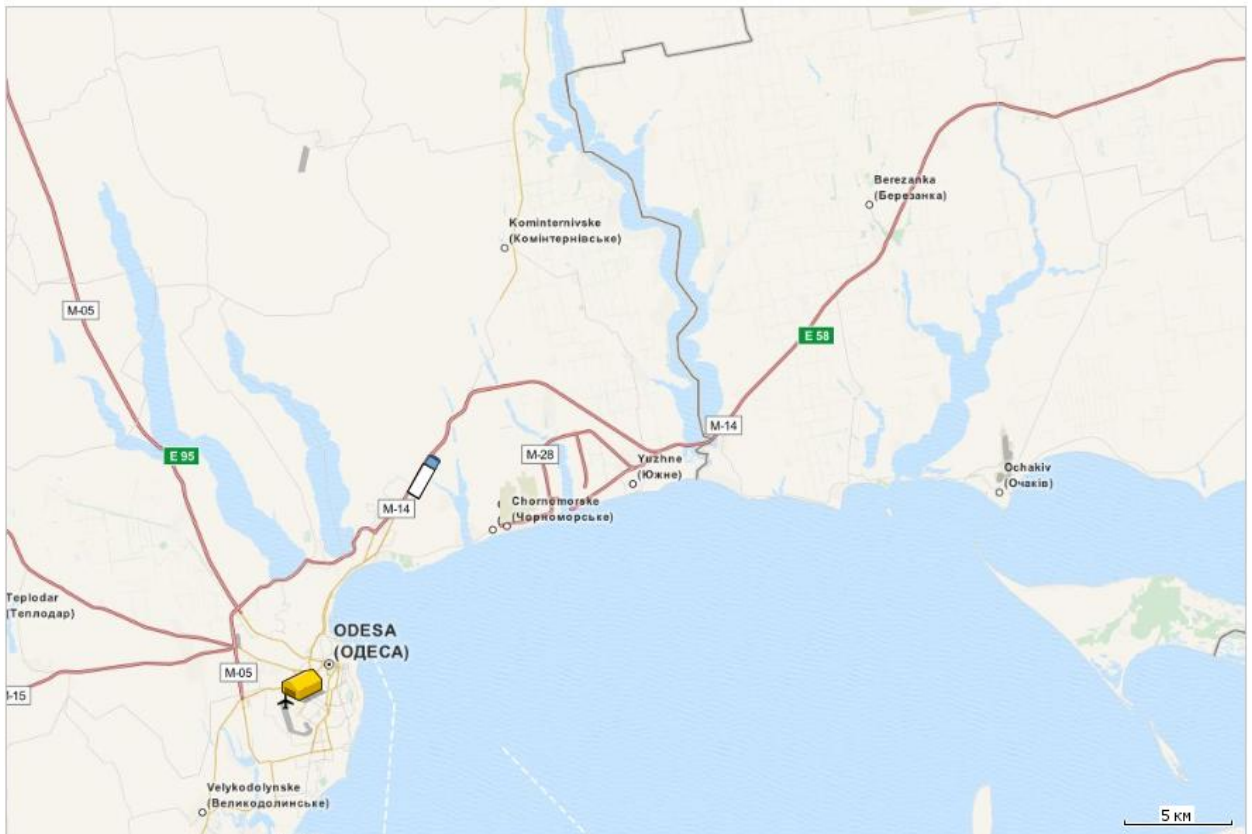 Berezanka
(Березанка)
Kominternivske
(Комінтернівське)
M-05
E 58
M-14
E 95
M-28
Yuzhne
(Южне)
Ochakiv
(Очаків)
M-14
Chornomorske
(Чорноморське)
Teplodar
(Теплодар)
ODESA
(ОДЕСА)
M-05
-15
Velykodolynske
(Великодолинське)
5 км